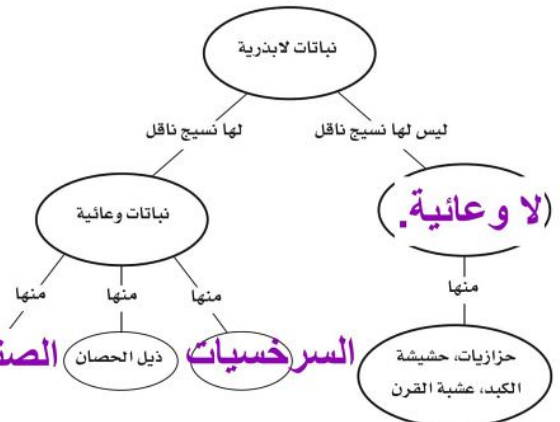 نباتات لابذرية
ليس لها نسيج ناقل
لها نسيج ناقل
لا وعائية.
نباتات وعائية
منها
منها
منها
منها
حزازيات، حشيشة
الكبد، عشبة القرن
السرخسيات
ذيل الحصان